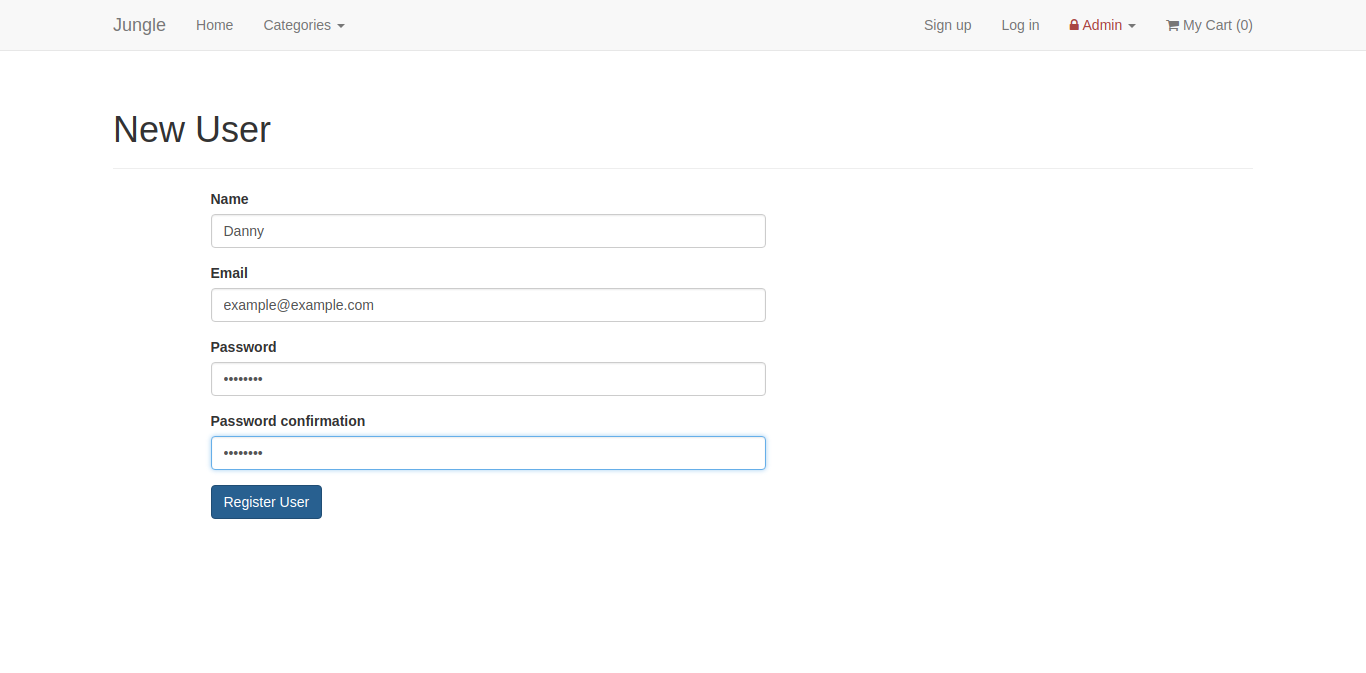 Jungle Home Categories Sign up Log in Admin My Cart (0)
New User
Name
Danny
Email
example@example.com
Password
••••••••
Password confirmation
••••••••
Register User